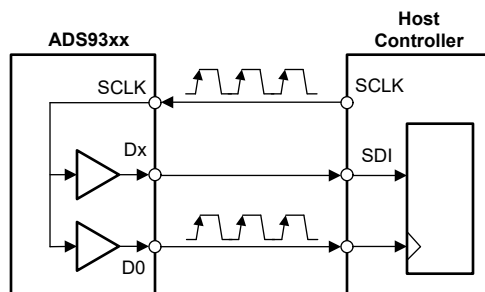 ADS93xx
Host
Controller
SCLK
SCLK
Dx
SDI
D0